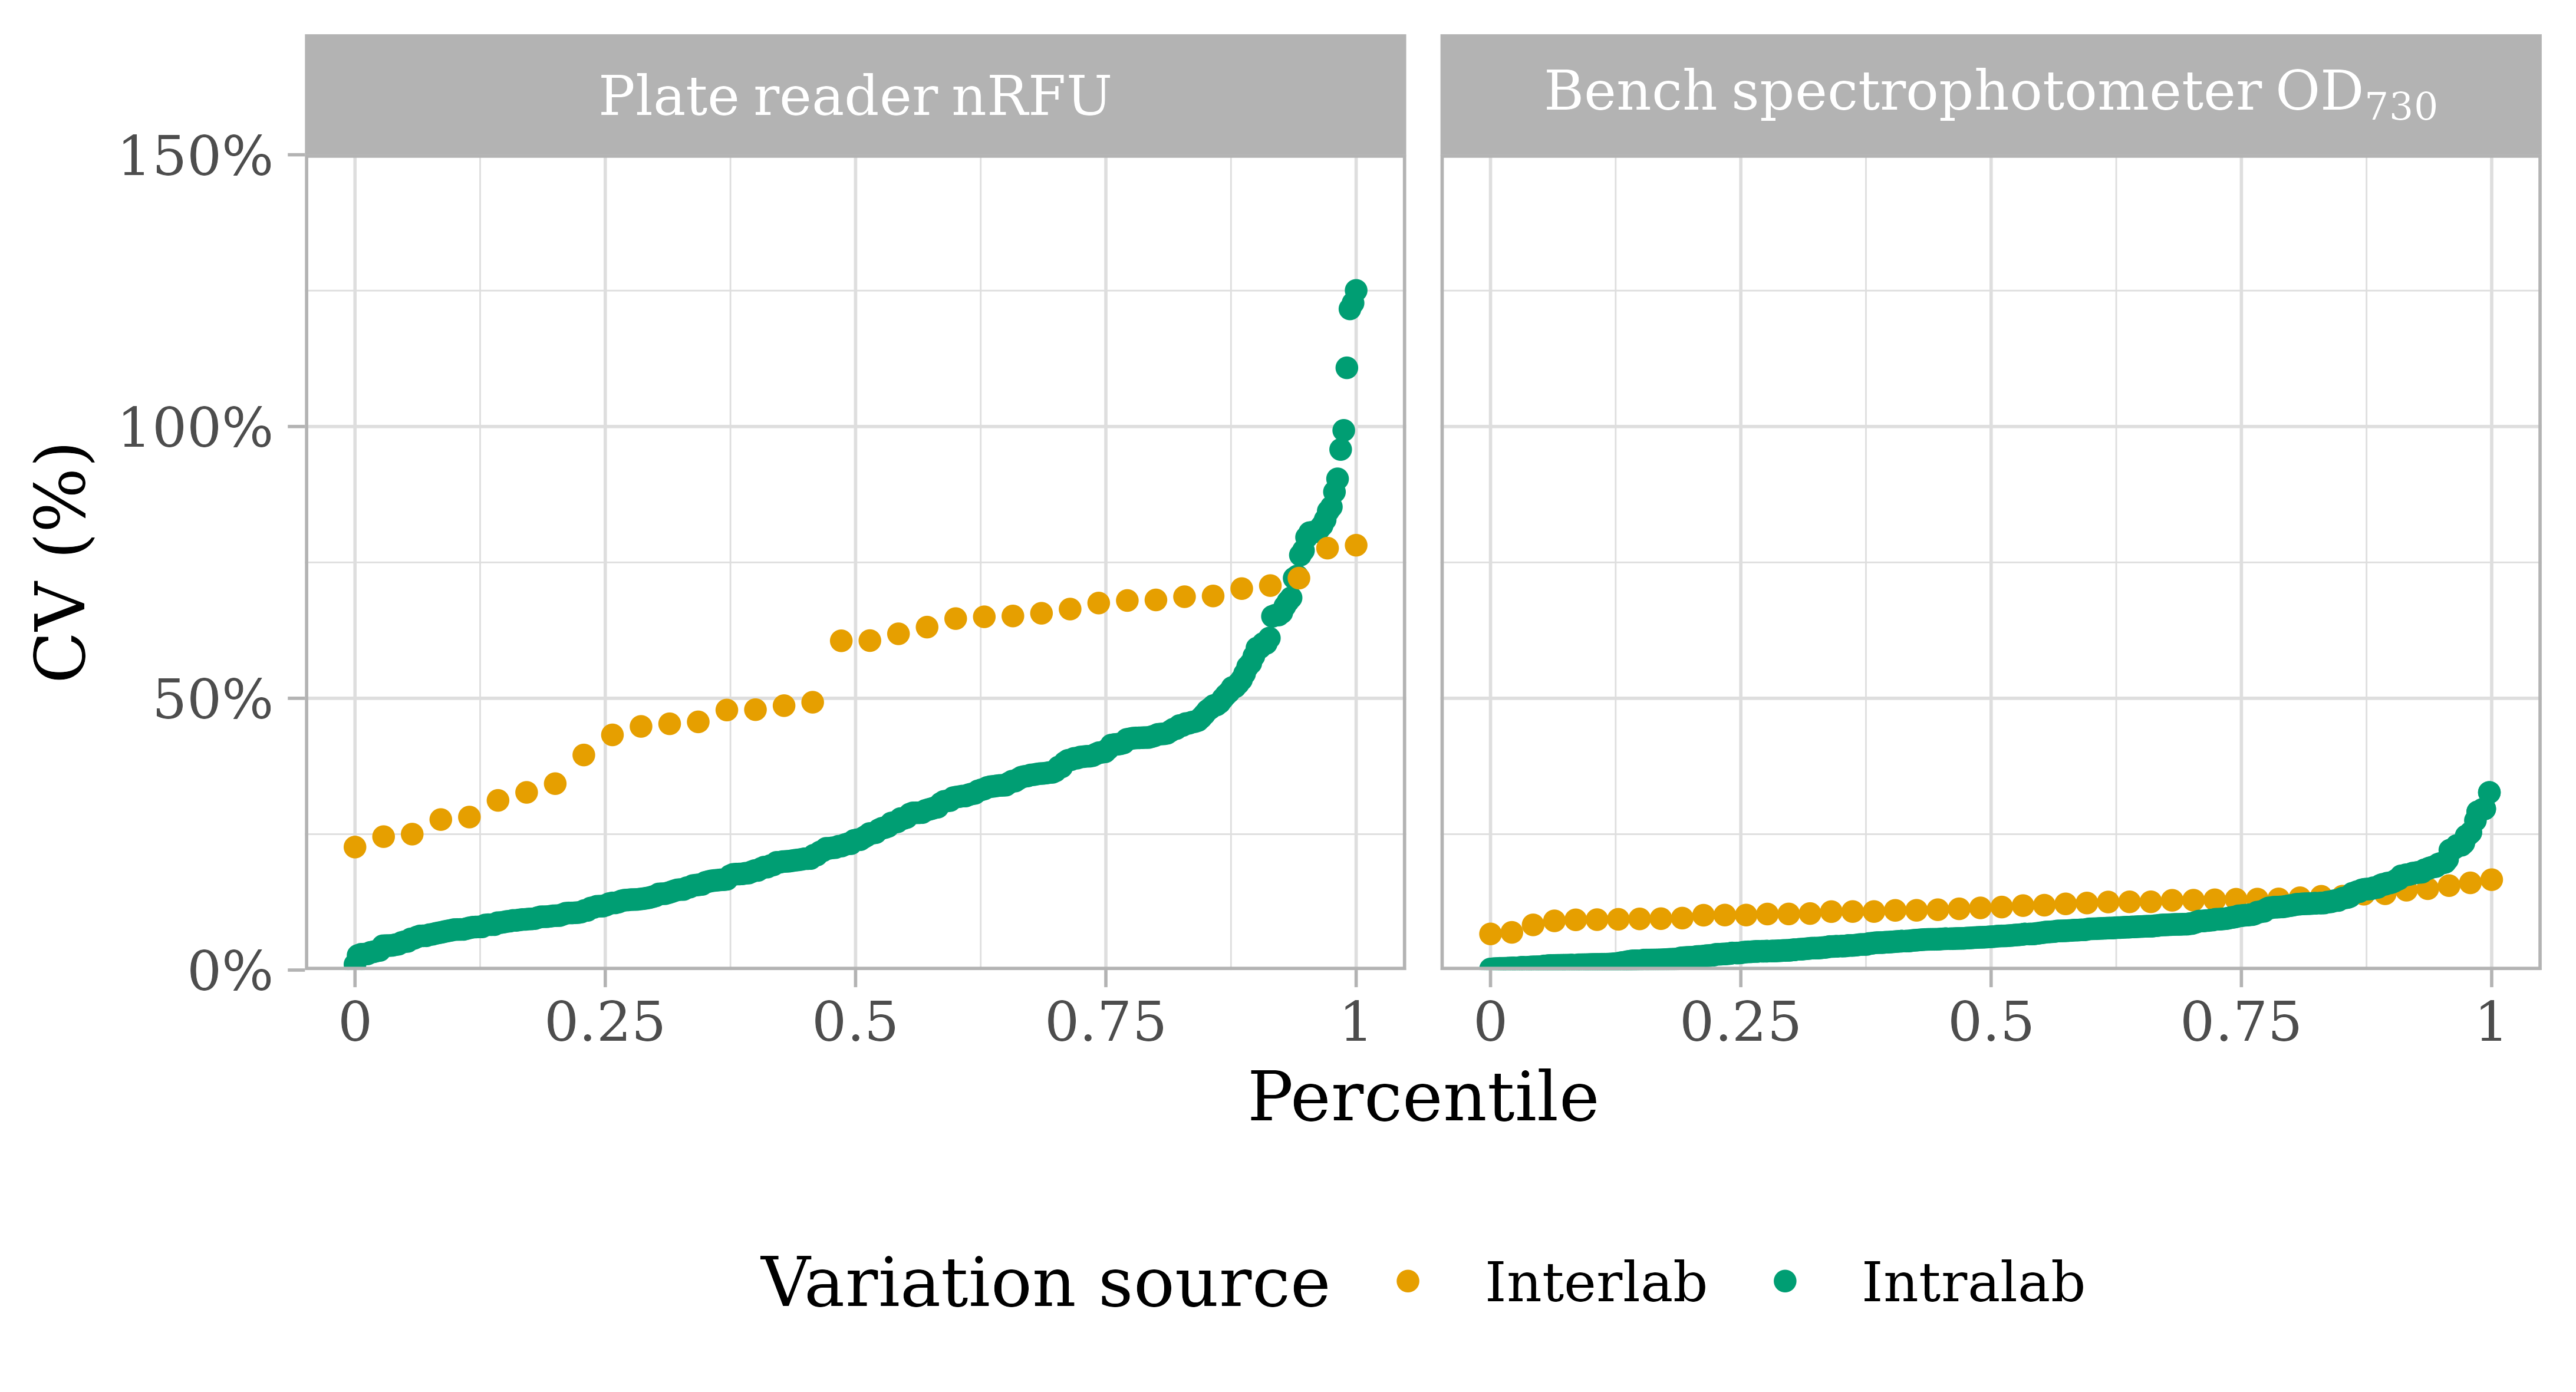 Plate reader nRFU
Bench spectrophotometer OD₇₃₀
150%
100%
50%
0%
CV (%)
0 0.25 0.5 0.75 1
0 0.25 0.5 0.75 1
Percentile
Variation source Interlab Intralab